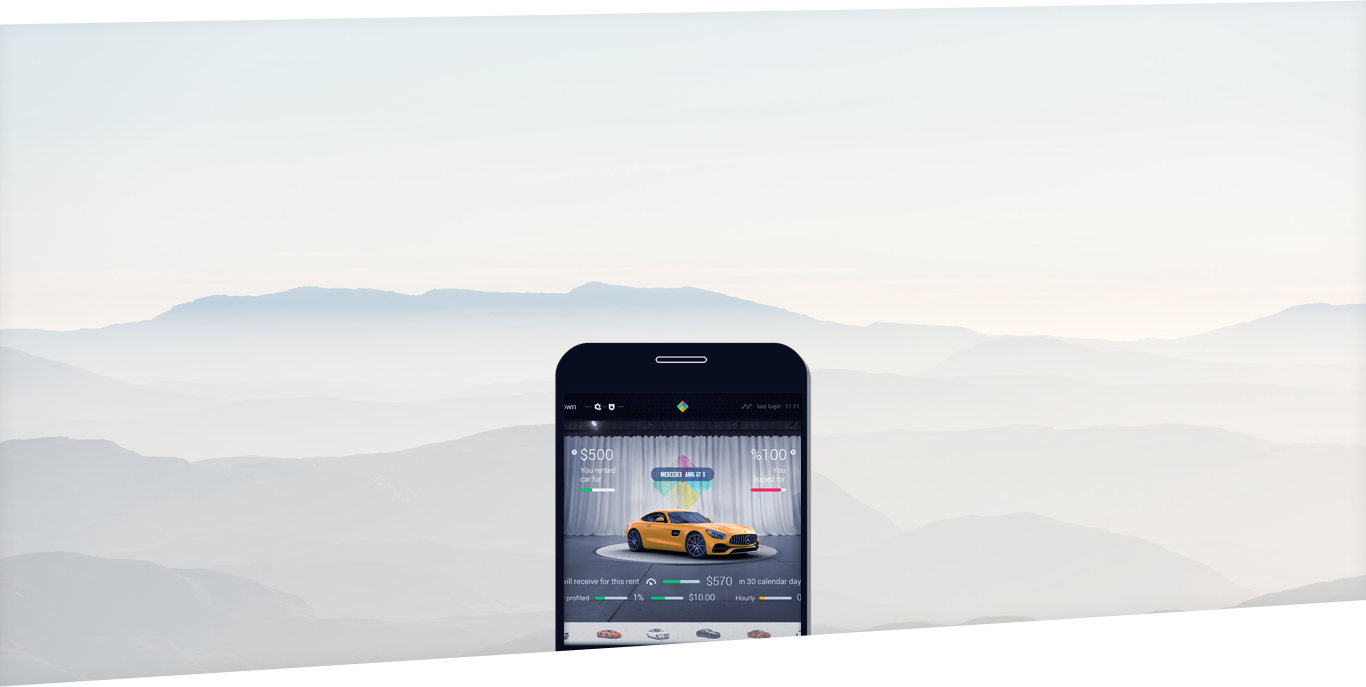 own
last login 11:11
$500
%100
You rented
car for
You
leased for
MERCEDES AMG GT S
will receive for this rent
$570
in 30 calendar day
profited
1%
$10.00
Hourly
0